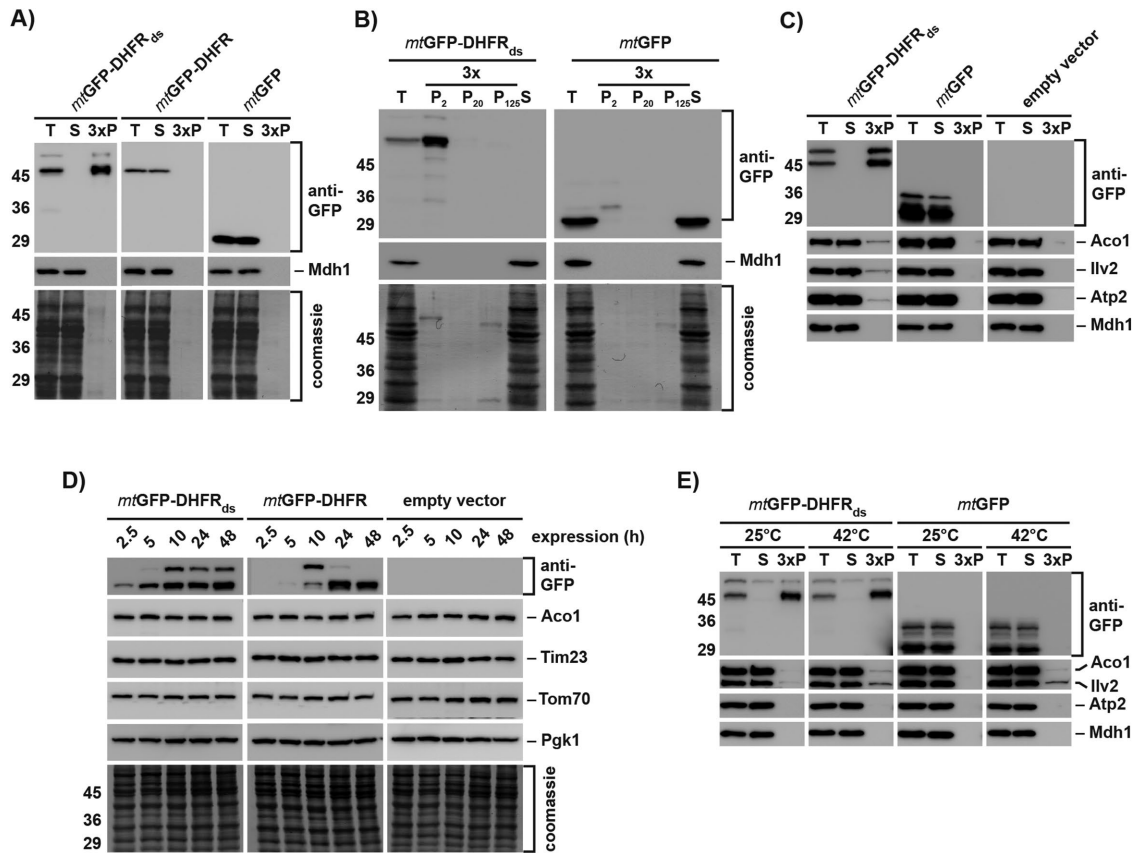 A)
mtGFP-DHFRds mtGFP-DHFR mtGFP
T S 3xP T S 3xP T S 3xP
45
36
29
anti-GFP
– Mdh1
45
36
29
coomassie
B)
mtGFP-DHFRds mtGFP
3x 3x
T P2 P20 P125 S T P2 P20 P125 S
45
36
29
anti-GFP
– Mdh1
45
36
29
coomassie
C)
mtGFP-DHFRds mtGFP empty vector
T S 3xP T S 3xP T S 3xP
45
36
29
anti-GFP
– Aco1
– Ilv2
– Atp2
– Mdh1
D)
mtGFP-DHFRds mtGFP-DHFR empty vector
2.5 5 10 24 48 2.5 5 10 24 48 2.5 5 10 24 48 expression (h)
anti-GFP
– Aco1
– Tim23
– Tom70
– Pgk1
45
36
29
coomassie
E)
mtGFP-DHFRds mtGFP
25°C 42°C 25°C 42°C
T S 3xP T S 3xP T S 3xP T S 3xP
45
36
29
anti-GFP
Aco1
Ilv2
– Atp2
– Mdh1